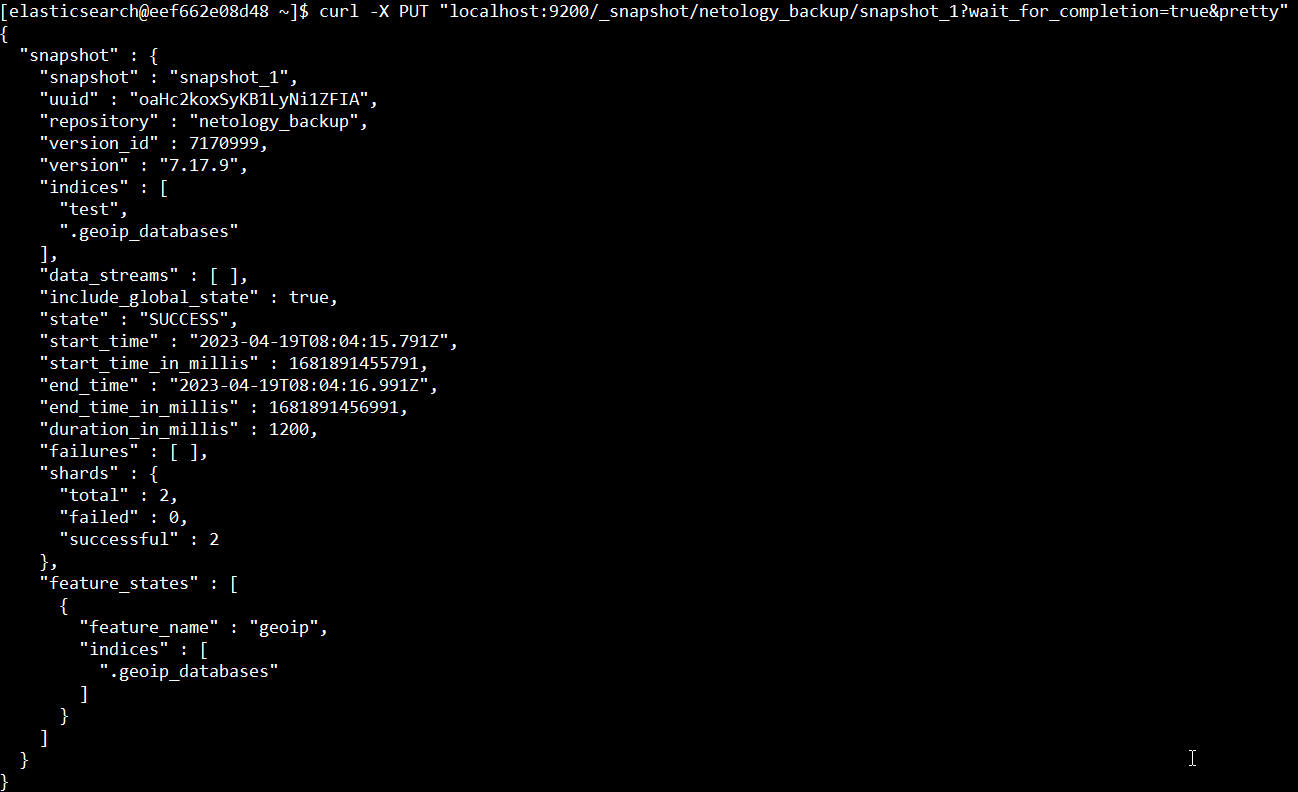 [elasticsearch@eef662e08d48 ~]$ curl -X PUT "localhost:9200/_snapshot/netology_backup/snapshot_1?wait_for_completion=true&pretty"
{
  "snapshot" : {
    "snapshot" : "snapshot_1",
    "uuid" : "oaHc2koxSyKB1LyNi1ZFIA",
    "repository" : "netology_backup",
    "version_id" : 7170999,
    "version" : "7.17.9",
    "indices" : [
      "test",
      ".geoip_databases"
    ],
    "data_streams" : [ ],
    "include_global_state" : true,
    "state" : "SUCCESS",
    "start_time" : "2023-04-19T08:04:15.791Z",
    "start_time_in_millis" : 1681891455791,
    "end_time" : "2023-04-19T08:04:16.991Z",
    "end_time_in_millis" : 1681891456991,
    "duration_in_millis" : 1200,
    "failures" : [ ],
    "shards" : {
      "total" : 2,
      "failed" : 0,
      "successful" : 2
    },
    "feature_states" : [
      {
        "feature_name" : "geoip",
        "indices" : [
          ".geoip_databases"
        ]
      }
    ]
  }
}